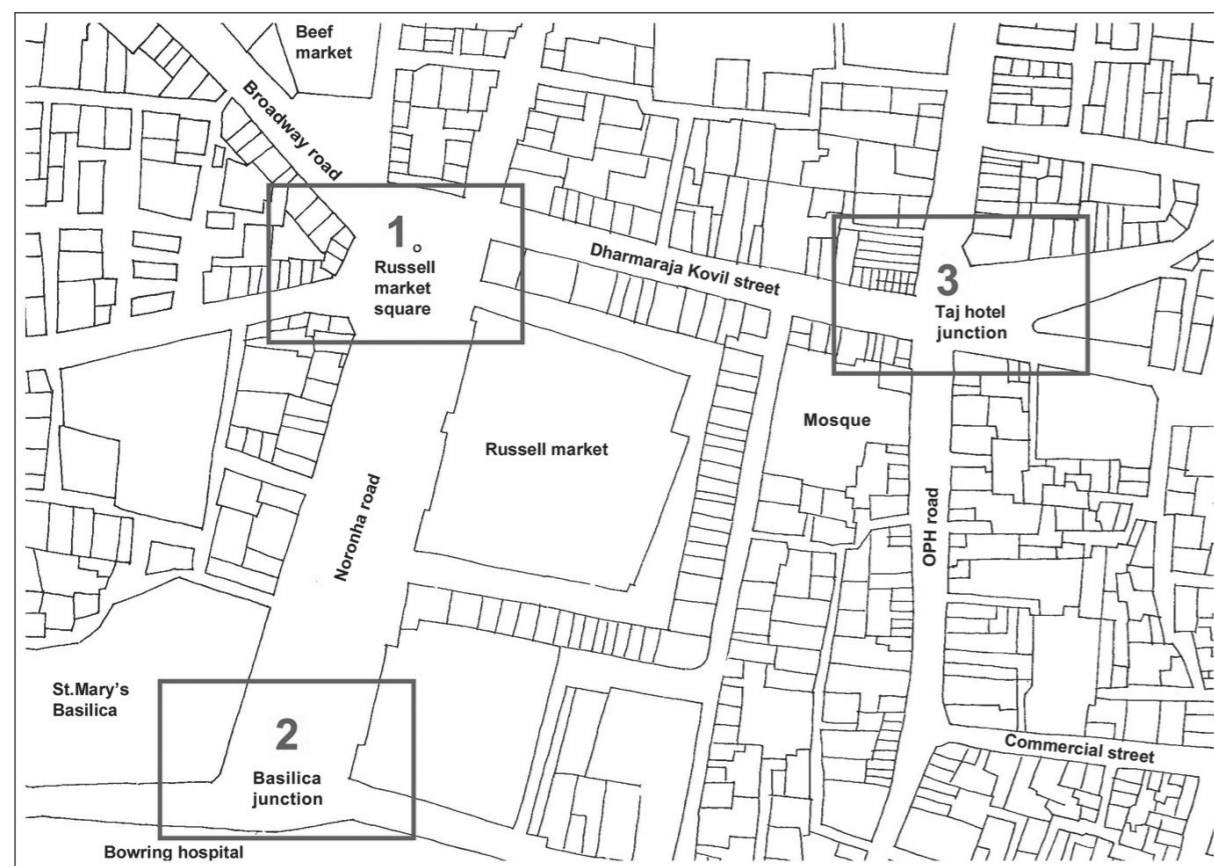 Beef
market
Broadway road
1
Russell
market
square
Dharmaraja Kovil street
3
Taj hotel
junction
Mosque
Russell market
Noronha road
OPH road
St.Mary's
Basilica
2
Basilica
junction
Commercial street
Bowring hospital